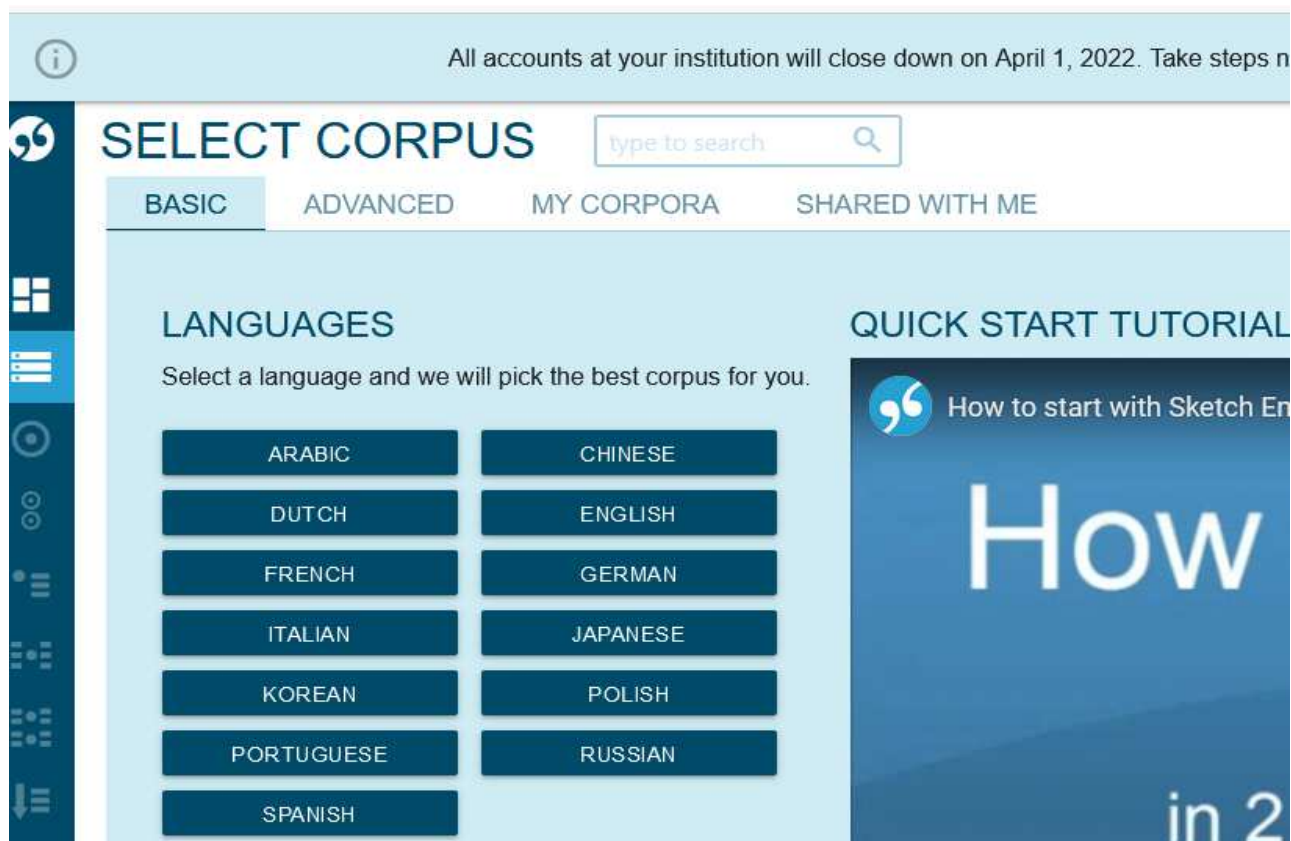 All accounts at your institution will close down on April 1, 2022. Take steps
SELECT CORPUS
type to search
BASIC ADVANCED MY CORPORA SHARED WITH ME
LANGUAGES
Select a language and we will pick the best corpus for you.
ARABIC CHINESE
DUTCH ENGLISH
FRENCH GERMAN
ITALIAN JAPANESE
KOREAN POLISH
PORTUGUESE RUSSIAN
SPANISH
QUICK START TUTORIAL
How to start with Sketch En
How
in 2